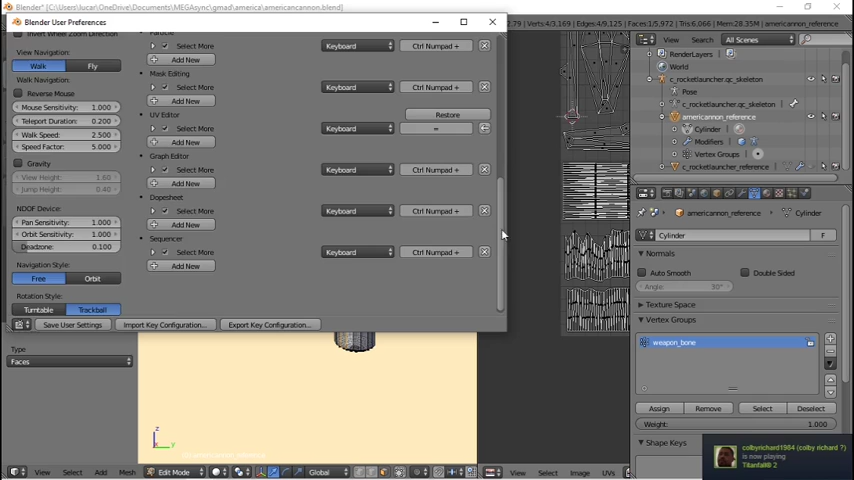 Blender* [C:\Users\lucar\OneDrive\Documents\MEGAsync\gmad\america\americancannon.blend]
Blender User Preferences
2.79 | Verts:4/3,169 | Edges:4/9,125 | Faces:1/5,972 | Tris:6,066 | Mem:28.35M | americannon_reference
View Search All Scenes
RenderLayers
World
c_rocketlauncher.qc_skeleton
Pose
c_rocketlauncher.qc_skeleton
americannon_reference
Cylinder
Modifiers
Vertex Groups
c_rocketlauncher_reference
Invert Wheel Zoom Direction
View Navigation:
Walk Fly
Walk Navigation:
Reverse Mouse
Mouse Sensitivity: 1.000
Teleport Duration: 0.200
Walk Speed: 2.500
Speed Factor: 5.000
Gravity
View Height: 1.60
Jump Height: 0.40
NDOF Device:
Pan Sensitivity: 1.000
Orbit Sensitivity: 1.000
Deadzone: 0.100
Navigation Style:
Free Orbit
Rotation Style:
Turntable Trackball
Particle
Select More Keyboard Ctrl Numpad +
Add New
Mask Editing
Select More Keyboard Ctrl Numpad +
Add New
UV Editor Restore
Select More Keyboard =
Add New
Graph Editor
Select More Keyboard Ctrl Numpad +
Add New
Dopesheet
Select More Keyboard Ctrl Numpad +
Add New
Sequencer
Select More Keyboard Ctrl Numpad +
Add New
Save User Settings Import Key Configuration... Export Key Configuration...
Type
Faces
z
x y
View Select Add Mesh Edit Mode Global
View Select Image UVs
americannon_reference Cylinder
Cylinder F
Normals
Auto Smooth Double Sided
Angle: 30°
Texture Space
Vertex Groups
weapon_bone
Assign Remove Select Deselect
Weight: 1.000
Shape Keys
colbyrichard1984 (colby richard ?)
is now playing
Titanfall® 2